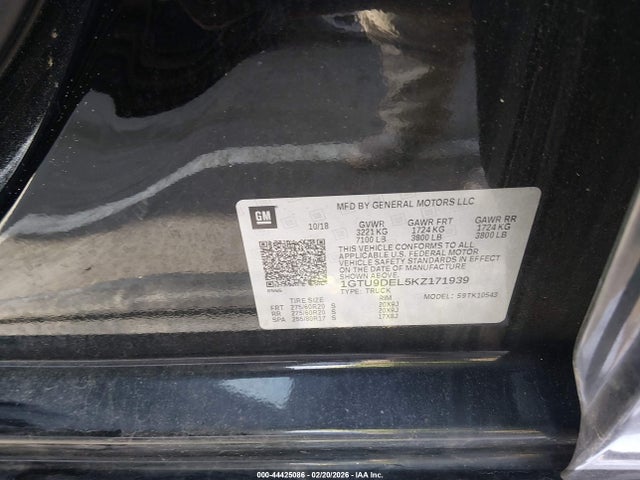 GM
MFD BY GENERAL MOTORS LLC
10/18
GVWR GAWR FRT GAWR RR
3221 KG 1724 KG 1724 KG
7100 LB 3800 LB 3800 LB
THIS VEHICLE CONFORMS TO ALL
APPLICABLE U.S. FEDERAL MOTOR
VEHICLE SAFETY STANDARDS IN EFFECT
ON THE DATE OF MANUFACTURE SHOWN ABOVE.
1GTU9DEL5KZ171939
TYPE: TRUCK MODEL: S9TK10543
TIRE SIZE RIM
FRT 275/60R20 S 20X9J
RR 275/60R20 S 20X9J
SPA 255/80R17 S 17X8J
000-44425086 - 02/20/2026 - IAA Inc.